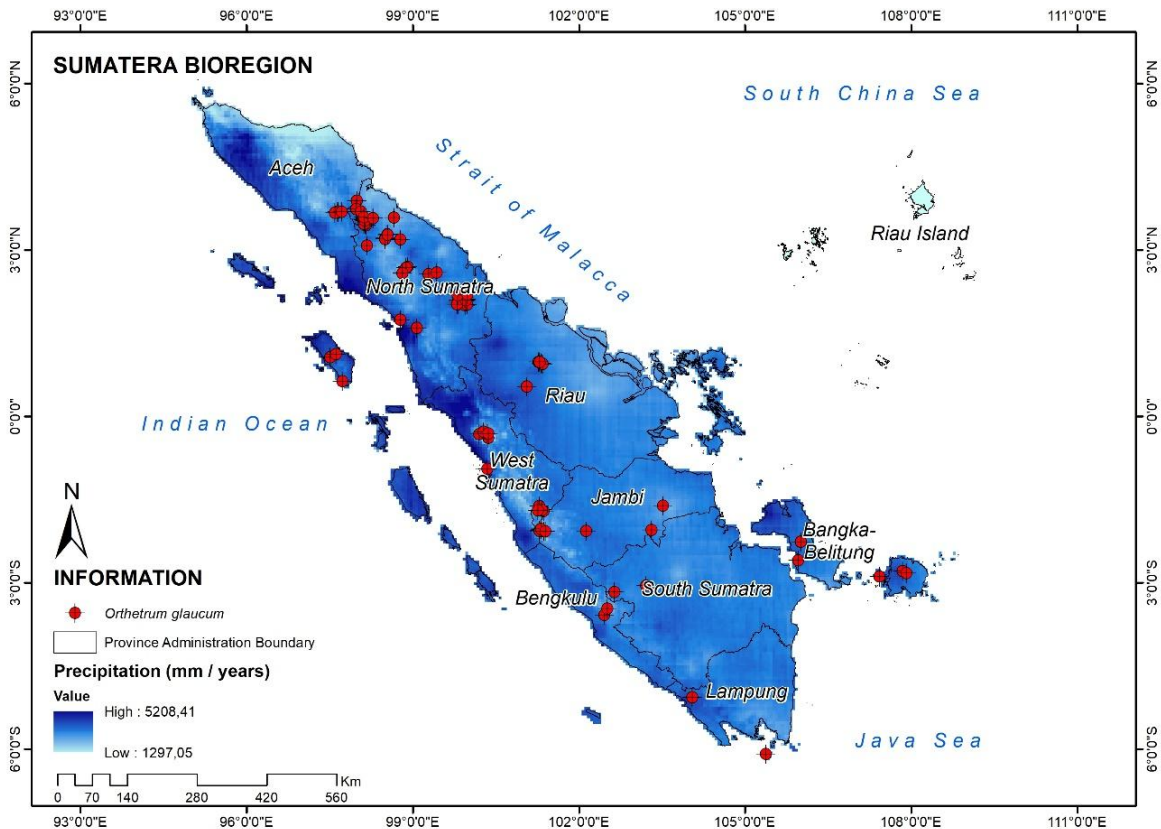 93°0'0"E 96°0'0"E 99°0'0"E 102°0'0"E 105°0'0"E 108°0'0"E 111°0'0"E
SUMATERA BIOREGION
6°0'0"N
6°0'0"N
South China Sea
Strait of Malacca
Aceh
Riau Island
3°0'0"N
3°0'0"N
North Sumatra
Riau
Indian Ocean
0°0'0"
0°0'0"
West
Sumatra
Jambi
N
Bangka-
Belitung
INFORMATION
South Sumatra
3°0'0"S
3°0'0"S
Bengkulu
Orthetrum glaucum
Province Administration Boundary
Precipitation (mm / years)
Value
High : 5208,41
Low : 1297,05
Lampung
Java Sea
6°0'0"S
6°0'0"S
Km
0 70 140 280 420 560
93°0'0"E 96°0'0"E 99°0'0"E 102°0'0"E 105°0'0"E 108°0'0"E 111°0'0"E